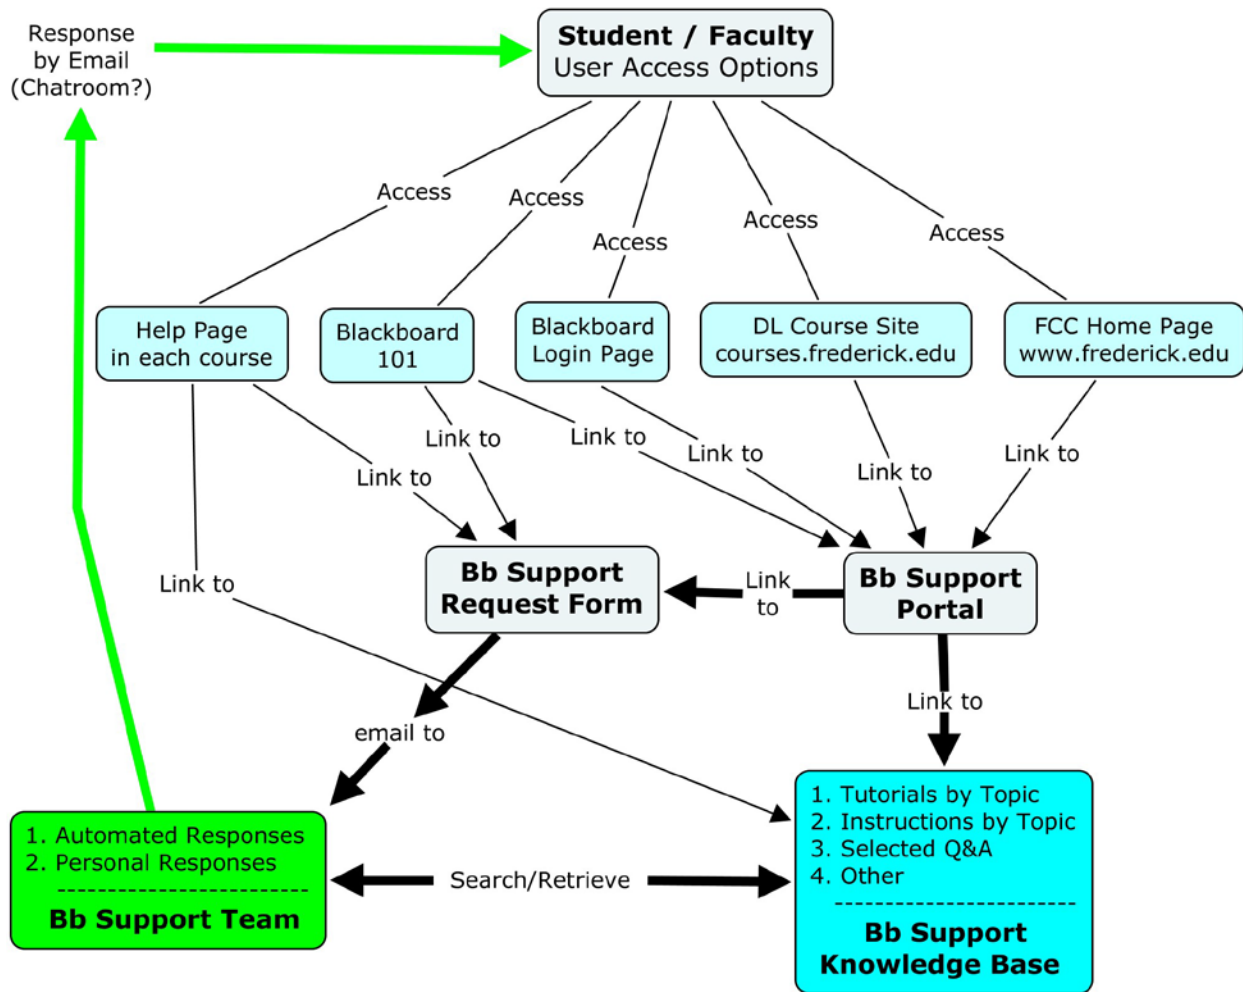 Response
by Email
(Chatroom?)
Student / Faculty
User Access Options
Access
Access
Access
Access
Access
Help Page
in each course
Blackboard
101
Blackboard
Login Page
DL Course Site
courses.frederick.edu
FCC Home Page
www.frederick.edu
Link to
Link to
Link to
Link to
Link to
Link to
Link to
Bb Support
Request Form
Link
to
Bb Support
Portal
Link to
email to
1. Automated Responses
2. Personal Responses
-------------------------
Bb Support Team
Search/Retrieve
1. Tutorials by Topic
2. Instructions by Topic
3. Selected Q&A
4. Other
------------------------
Bb Support
Knowledge Base